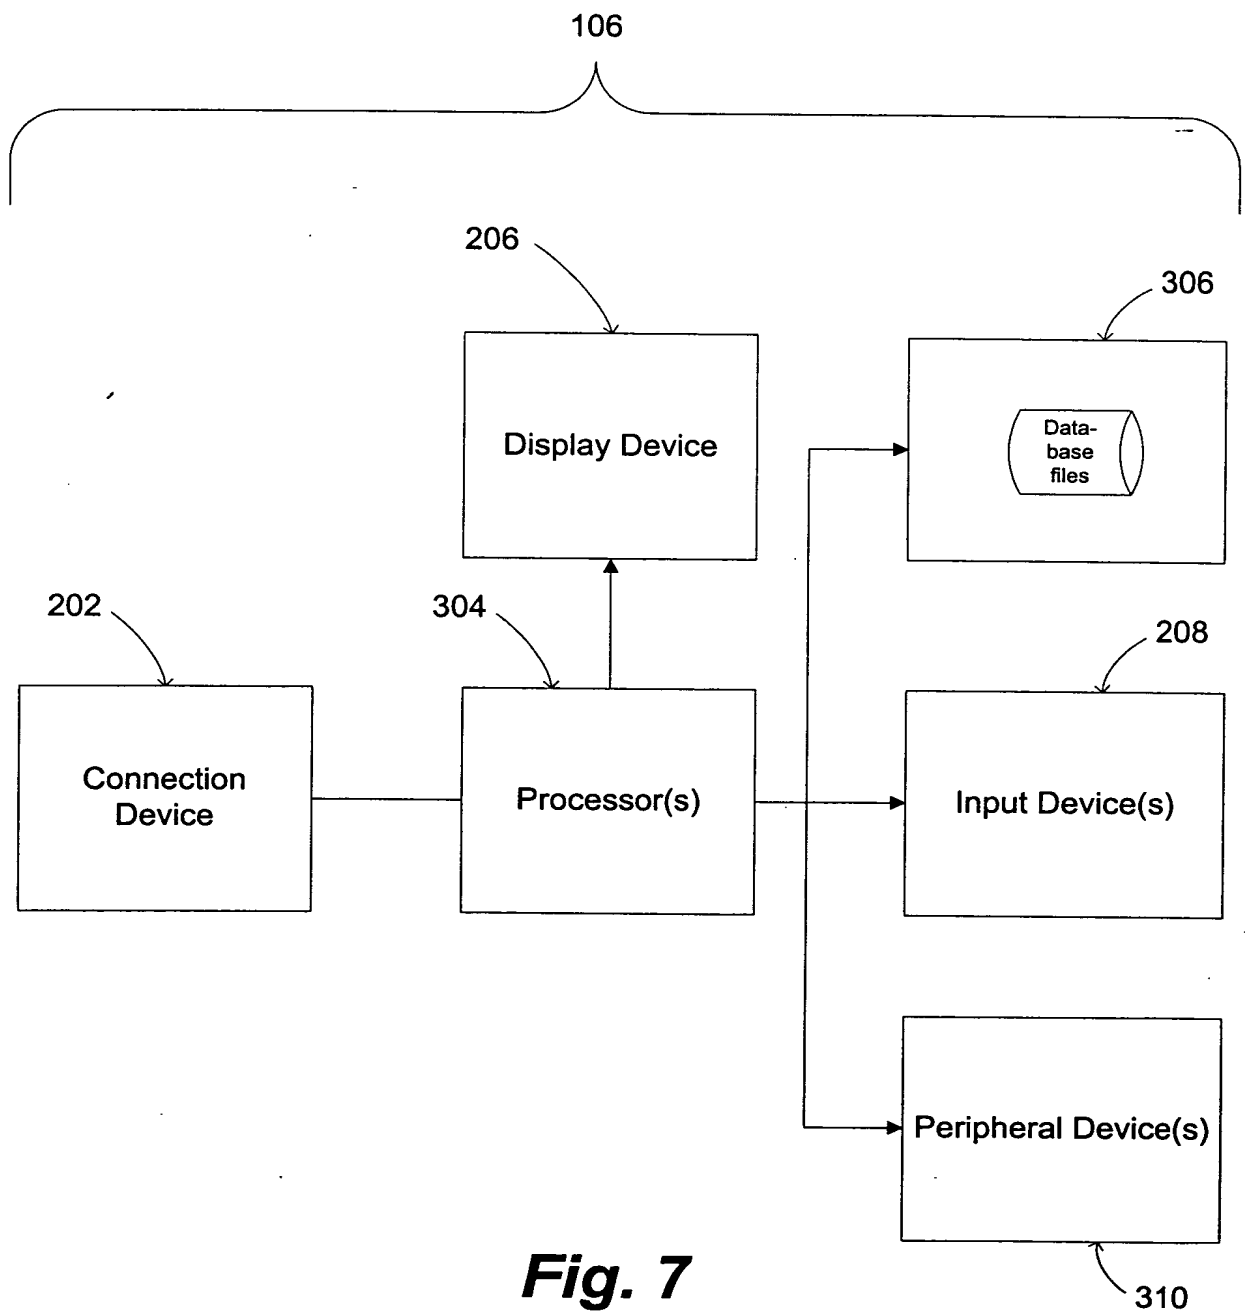 106
206
306
Display Device
Data-
base
files
202
304
208
Connection
Device
Processor(s)
Input Device(s)
Peripheral Device(s)
310
Fig. 7